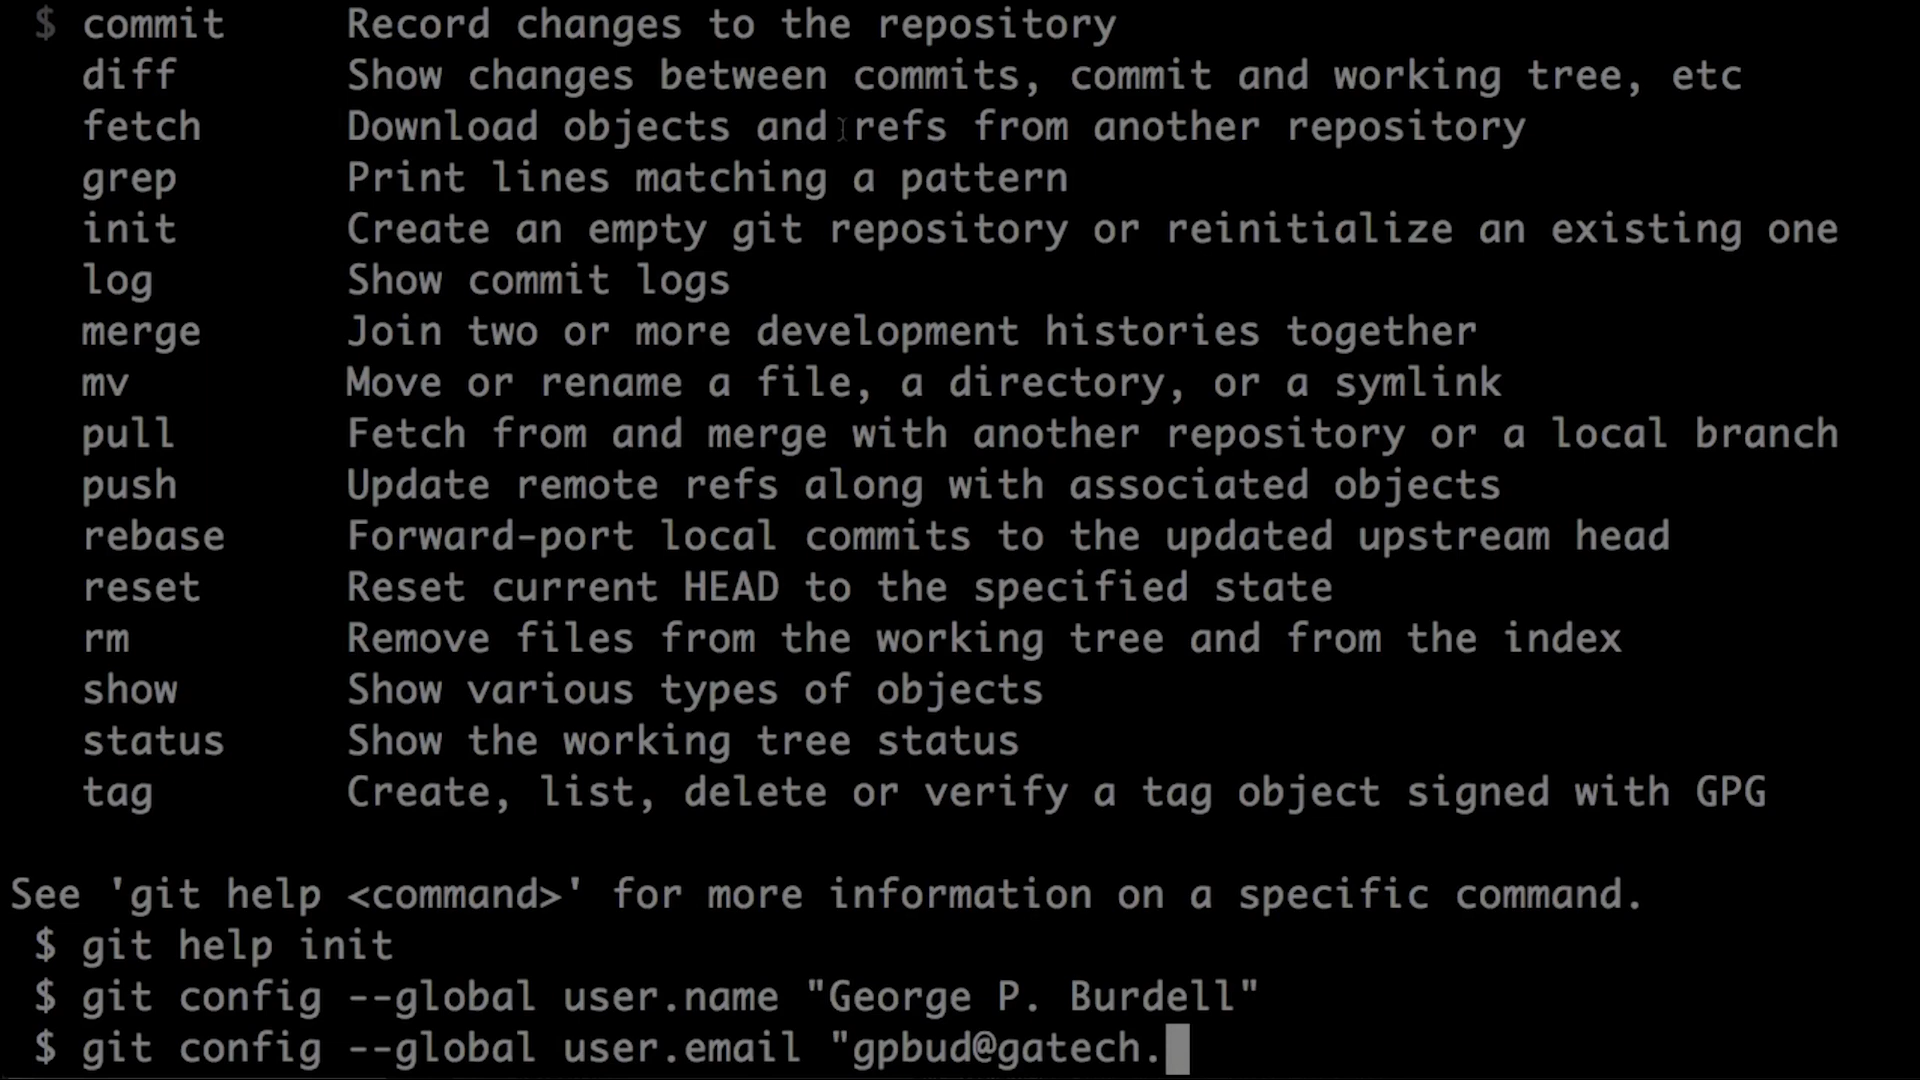 $ commit Record changes to the repository
diff Show changes between commits, commit and working tree, etc
fetch Download objects and refs from another repository
grep Print lines matching a pattern
init Create an empty git repository or reinitialize an existing one
log Show commit logs
merge Join two or more development histories together
mv Move or rename a file, a directory, or a symlink
pull Fetch from and merge with another repository or a local branch
push Update remote refs along with associated objects
rebase Forward-port local commits to the updated upstream head
reset Reset current HEAD to the specified state
rm Remove files from the working tree and from the index
show Show various types of objects
status Show the working tree status
tag Create, list, delete or verify a tag object signed with GPG
See 'git help <command>' for more information on a specific command.
$ git help init
$ git config --global user.name "George P. Burdell"
$ git config --global user.email "gpbud@gatech.